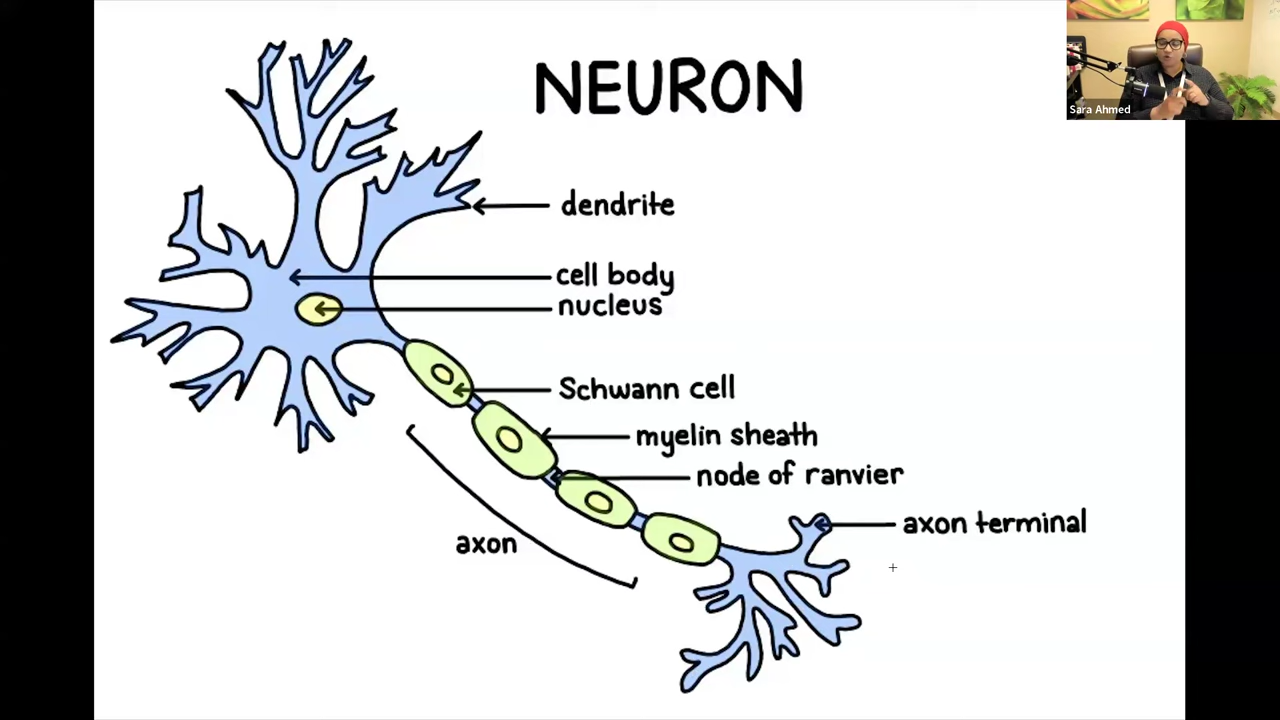 NEURON
Sara Ahmed
dendrite
cell body
nucleus
Schwann cell
myelin sheath
node of ranvier
axon terminal
axon